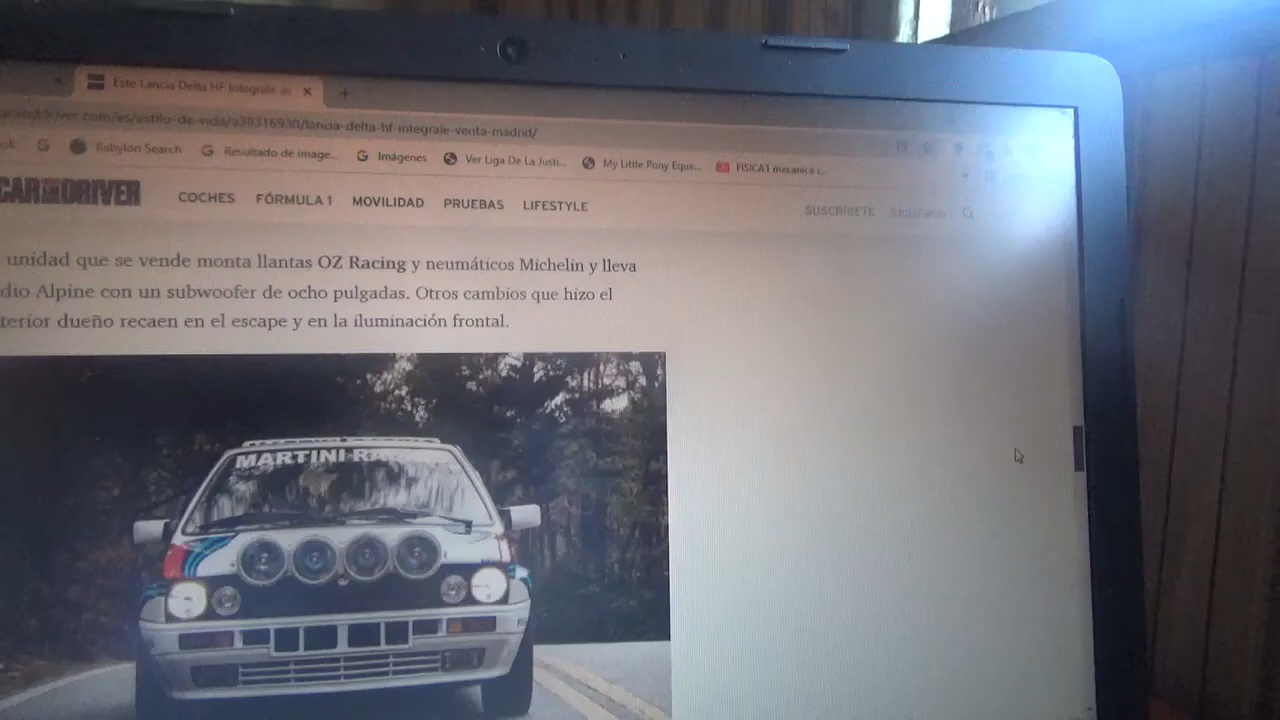 Este Lancia Delta HF Integrale de
caranddriver.com/es/estilo-de-vida/a38316930/lancia-delta-hf-integrale-venta-madrid/
Babylon Search Resultado de image... Imágenes Ver Liga De La Justi... My Little Pony Eque... FISICA1 mecanica c...
CAR AND DRIVER COCHES FÓRMULA 1 MOVILIDAD PRUEBAS LIFESTYLE SUSCRÍBETE SÍGUENOS
unidad que se vende monta llantas OZ Racing y neumáticos Michelin y lleva
dio Alpine con un subwoofer de ocho pulgadas. Otros cambios que hizo el
terior dueño recaen en el escape y en la iluminación frontal.
MARTINI RA